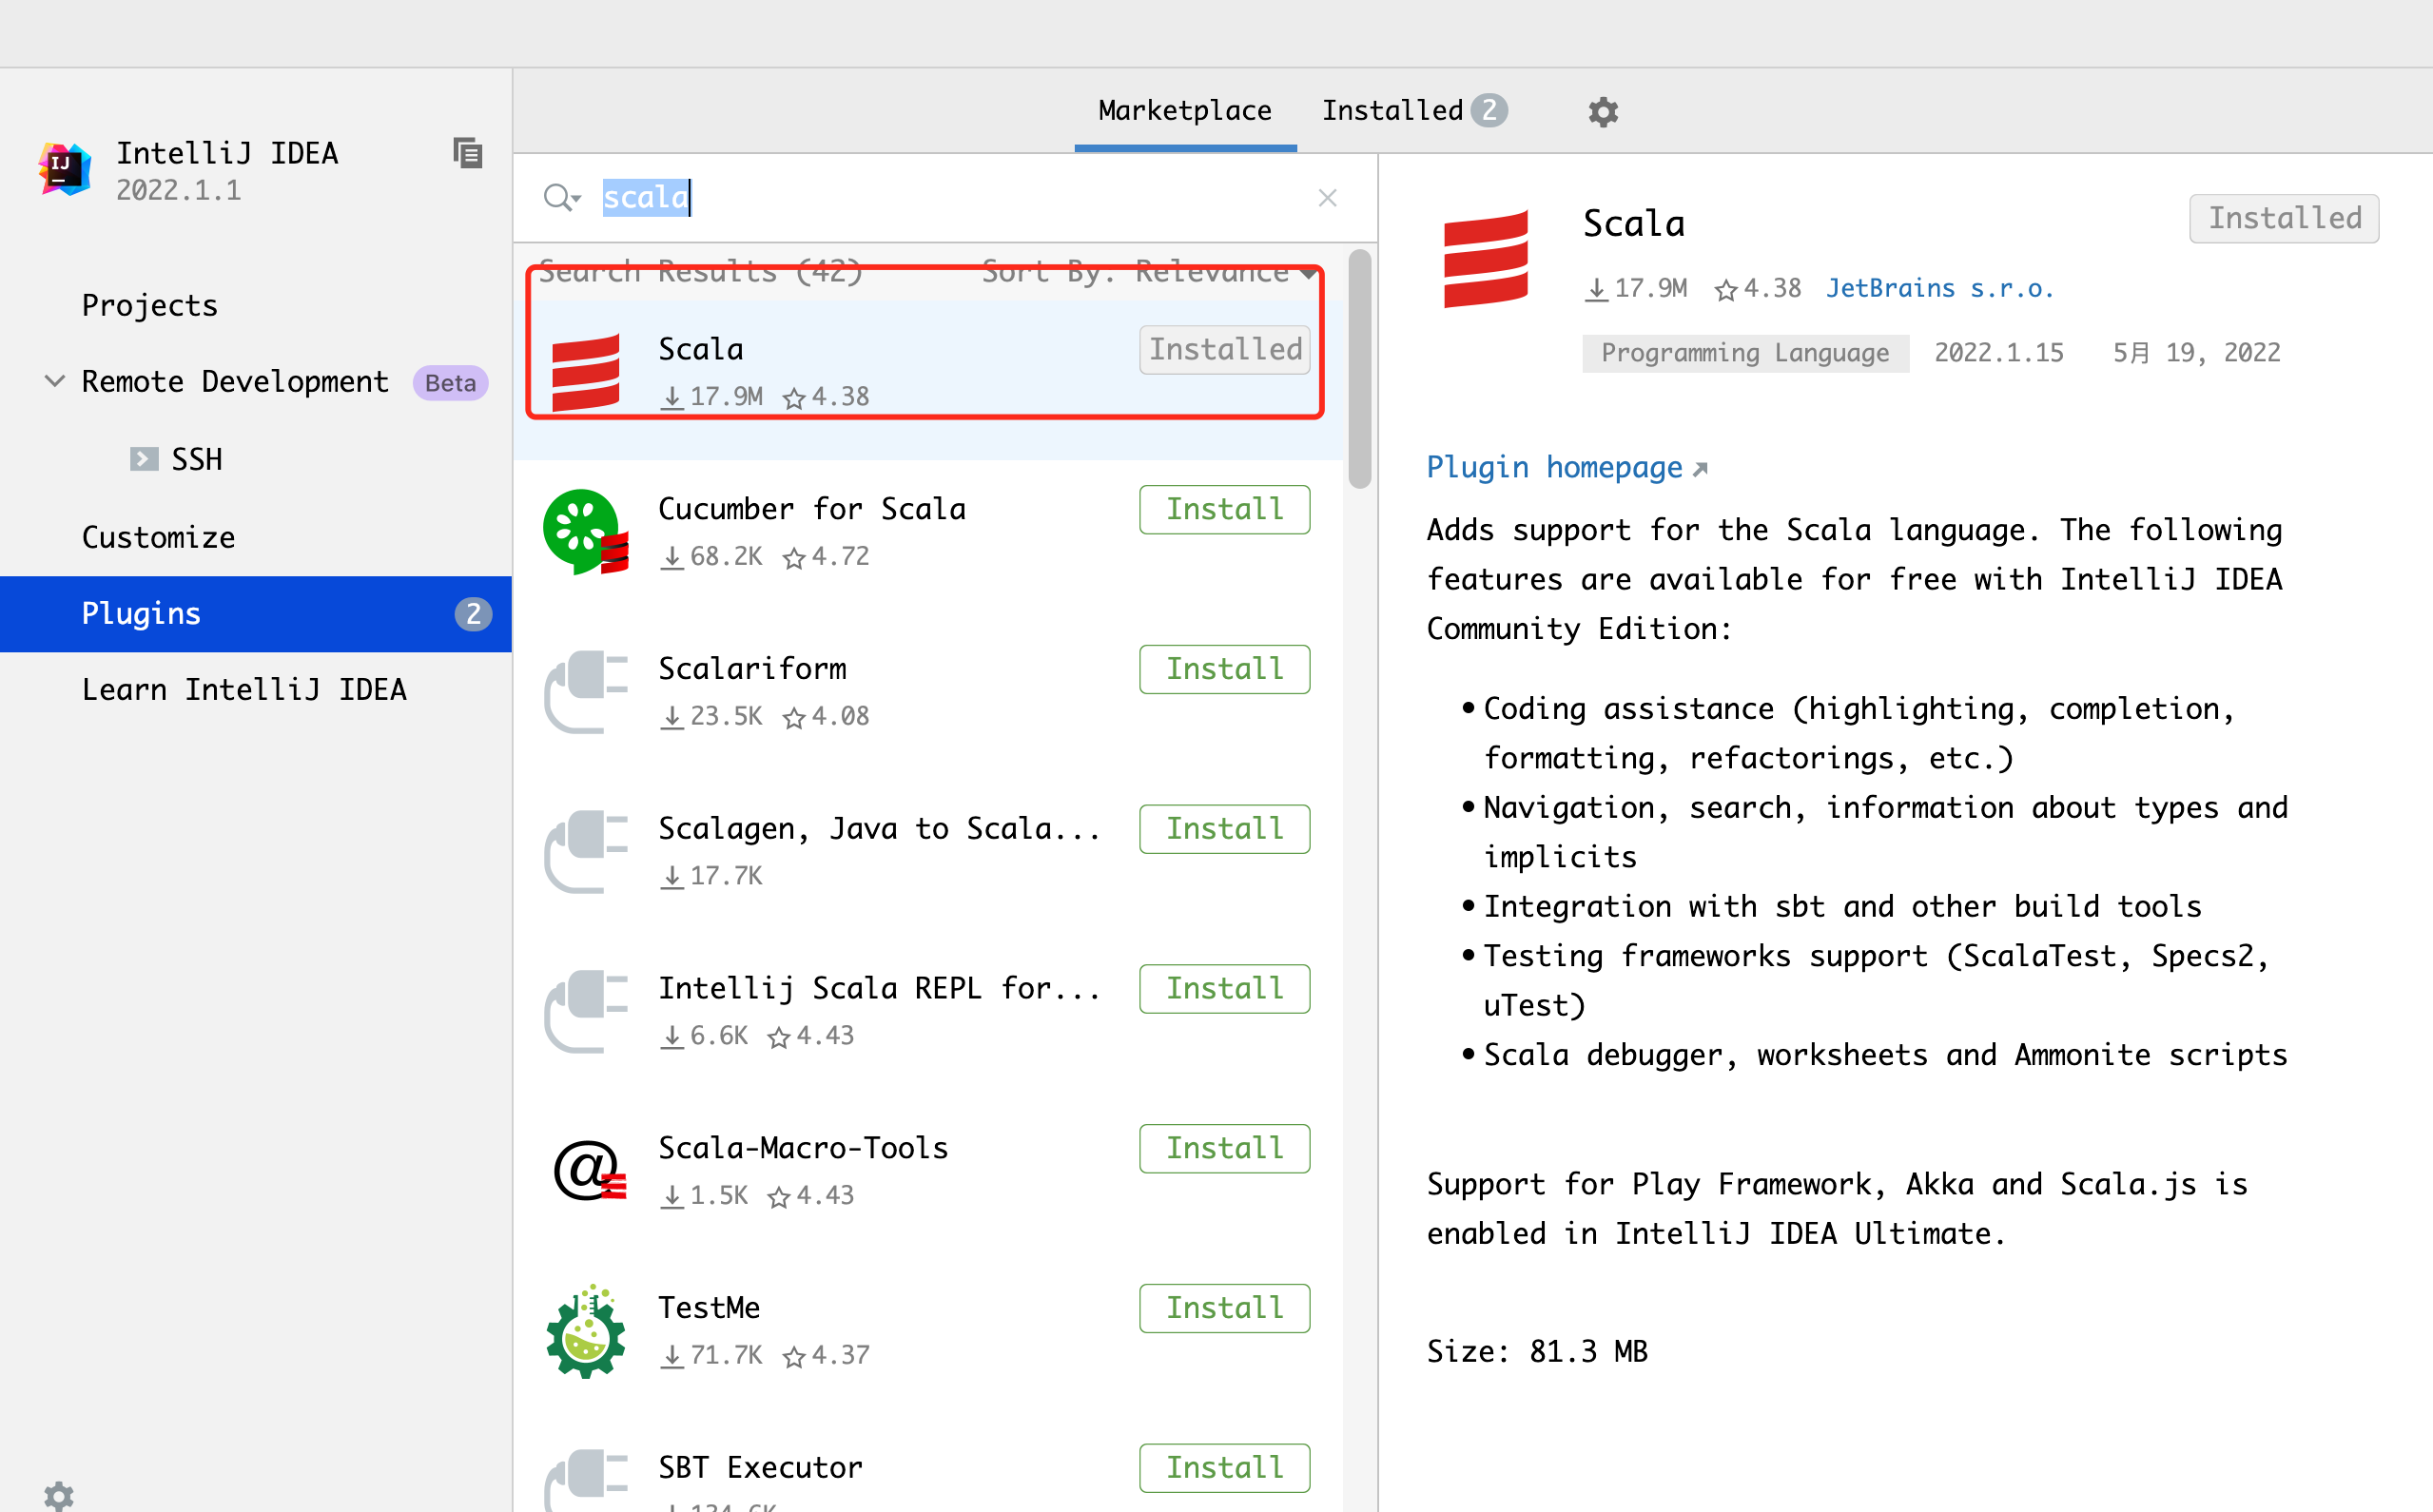 Marketplace
Installed 2
IntelliJ IDEA
2022.1.1
Projects
Remote Development Beta
SSH
Customize
Plugins 2
Learn IntelliJ IDEA
scala
Search Results (42) Sort By: Relevance
Scala Installed
17.9M 4.38
Cucumber for Scala Install
68.2K 4.72
Scalariform Install
23.5K 4.08
Scalagen, Java to Scala... Install
17.7K
Intellij Scala REPL for... Install
6.6K 4.43
Scala-Macro-Tools Install
1.5K 4.43
TestMe Install
71.7K 4.37
SBT Executor Install
134.6K
Scala Installed
17.9M 4.38 JetBrains s.r.o.
Programming Language 2022.1.15 5月 19, 2022
Plugin homepage
Adds support for the Scala language. The following
features are available for free with IntelliJ IDEA
Community Edition:
• Coding assistance (highlighting, completion,
formatting, refactorings, etc.)
• Navigation, search, information about types and
implicits
• Integration with sbt and other build tools
• Testing frameworks support (ScalaTest, Specs2,
uTest)
• Scala debugger, worksheets and Ammonite scripts
Support for Play Framework, Akka and Scala.js is
enabled in IntelliJ IDEA Ultimate.
Size: 81.3 MB